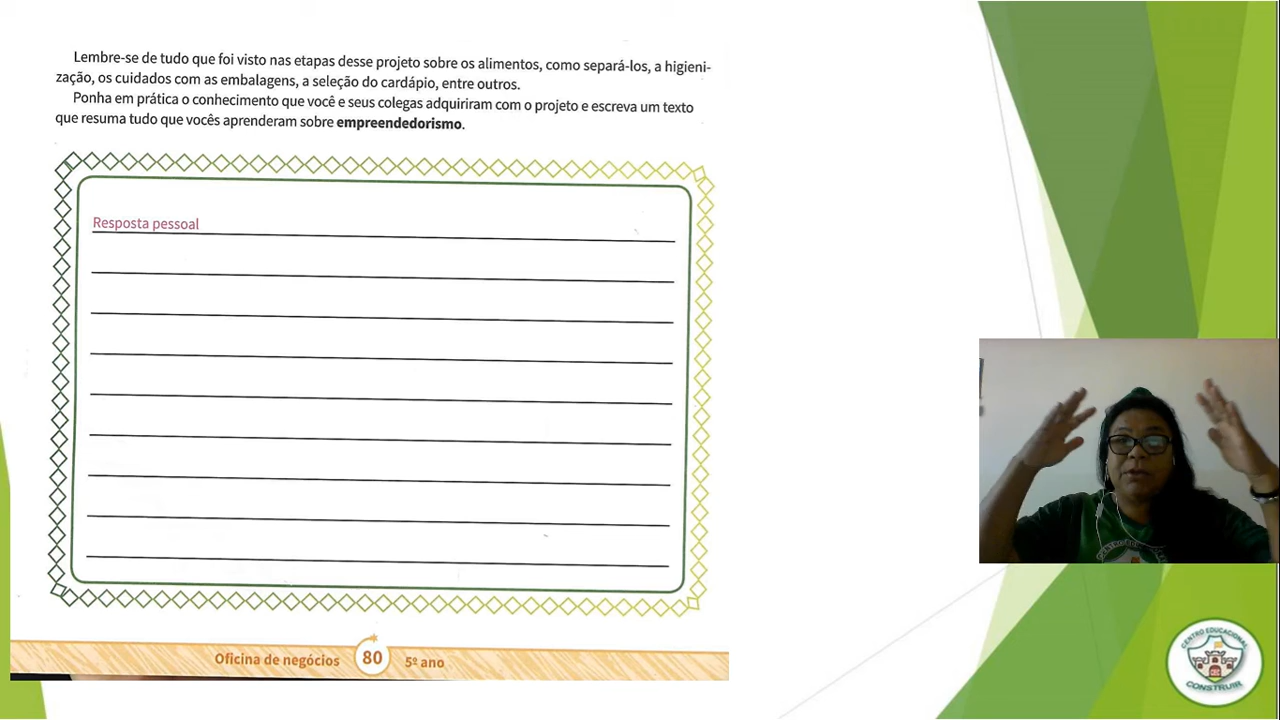 Lembre-se de tudo que foi visto nas etapas desse projeto sobre os alimentos, como separá-los, a higieni-
zação, os cuidados com as embalagens, a seleção do cardápio, entre outros.
Ponha em prática o conhecimento que você e seus colegas adquiriram com o projeto e escreva um texto
que resuma tudo que vocês aprenderam sobre empreendedorismo.
Resposta pessoal
Oficina de negócios 80 5º ano
CENTRO EDUCACIONAL
CONSTRUIR